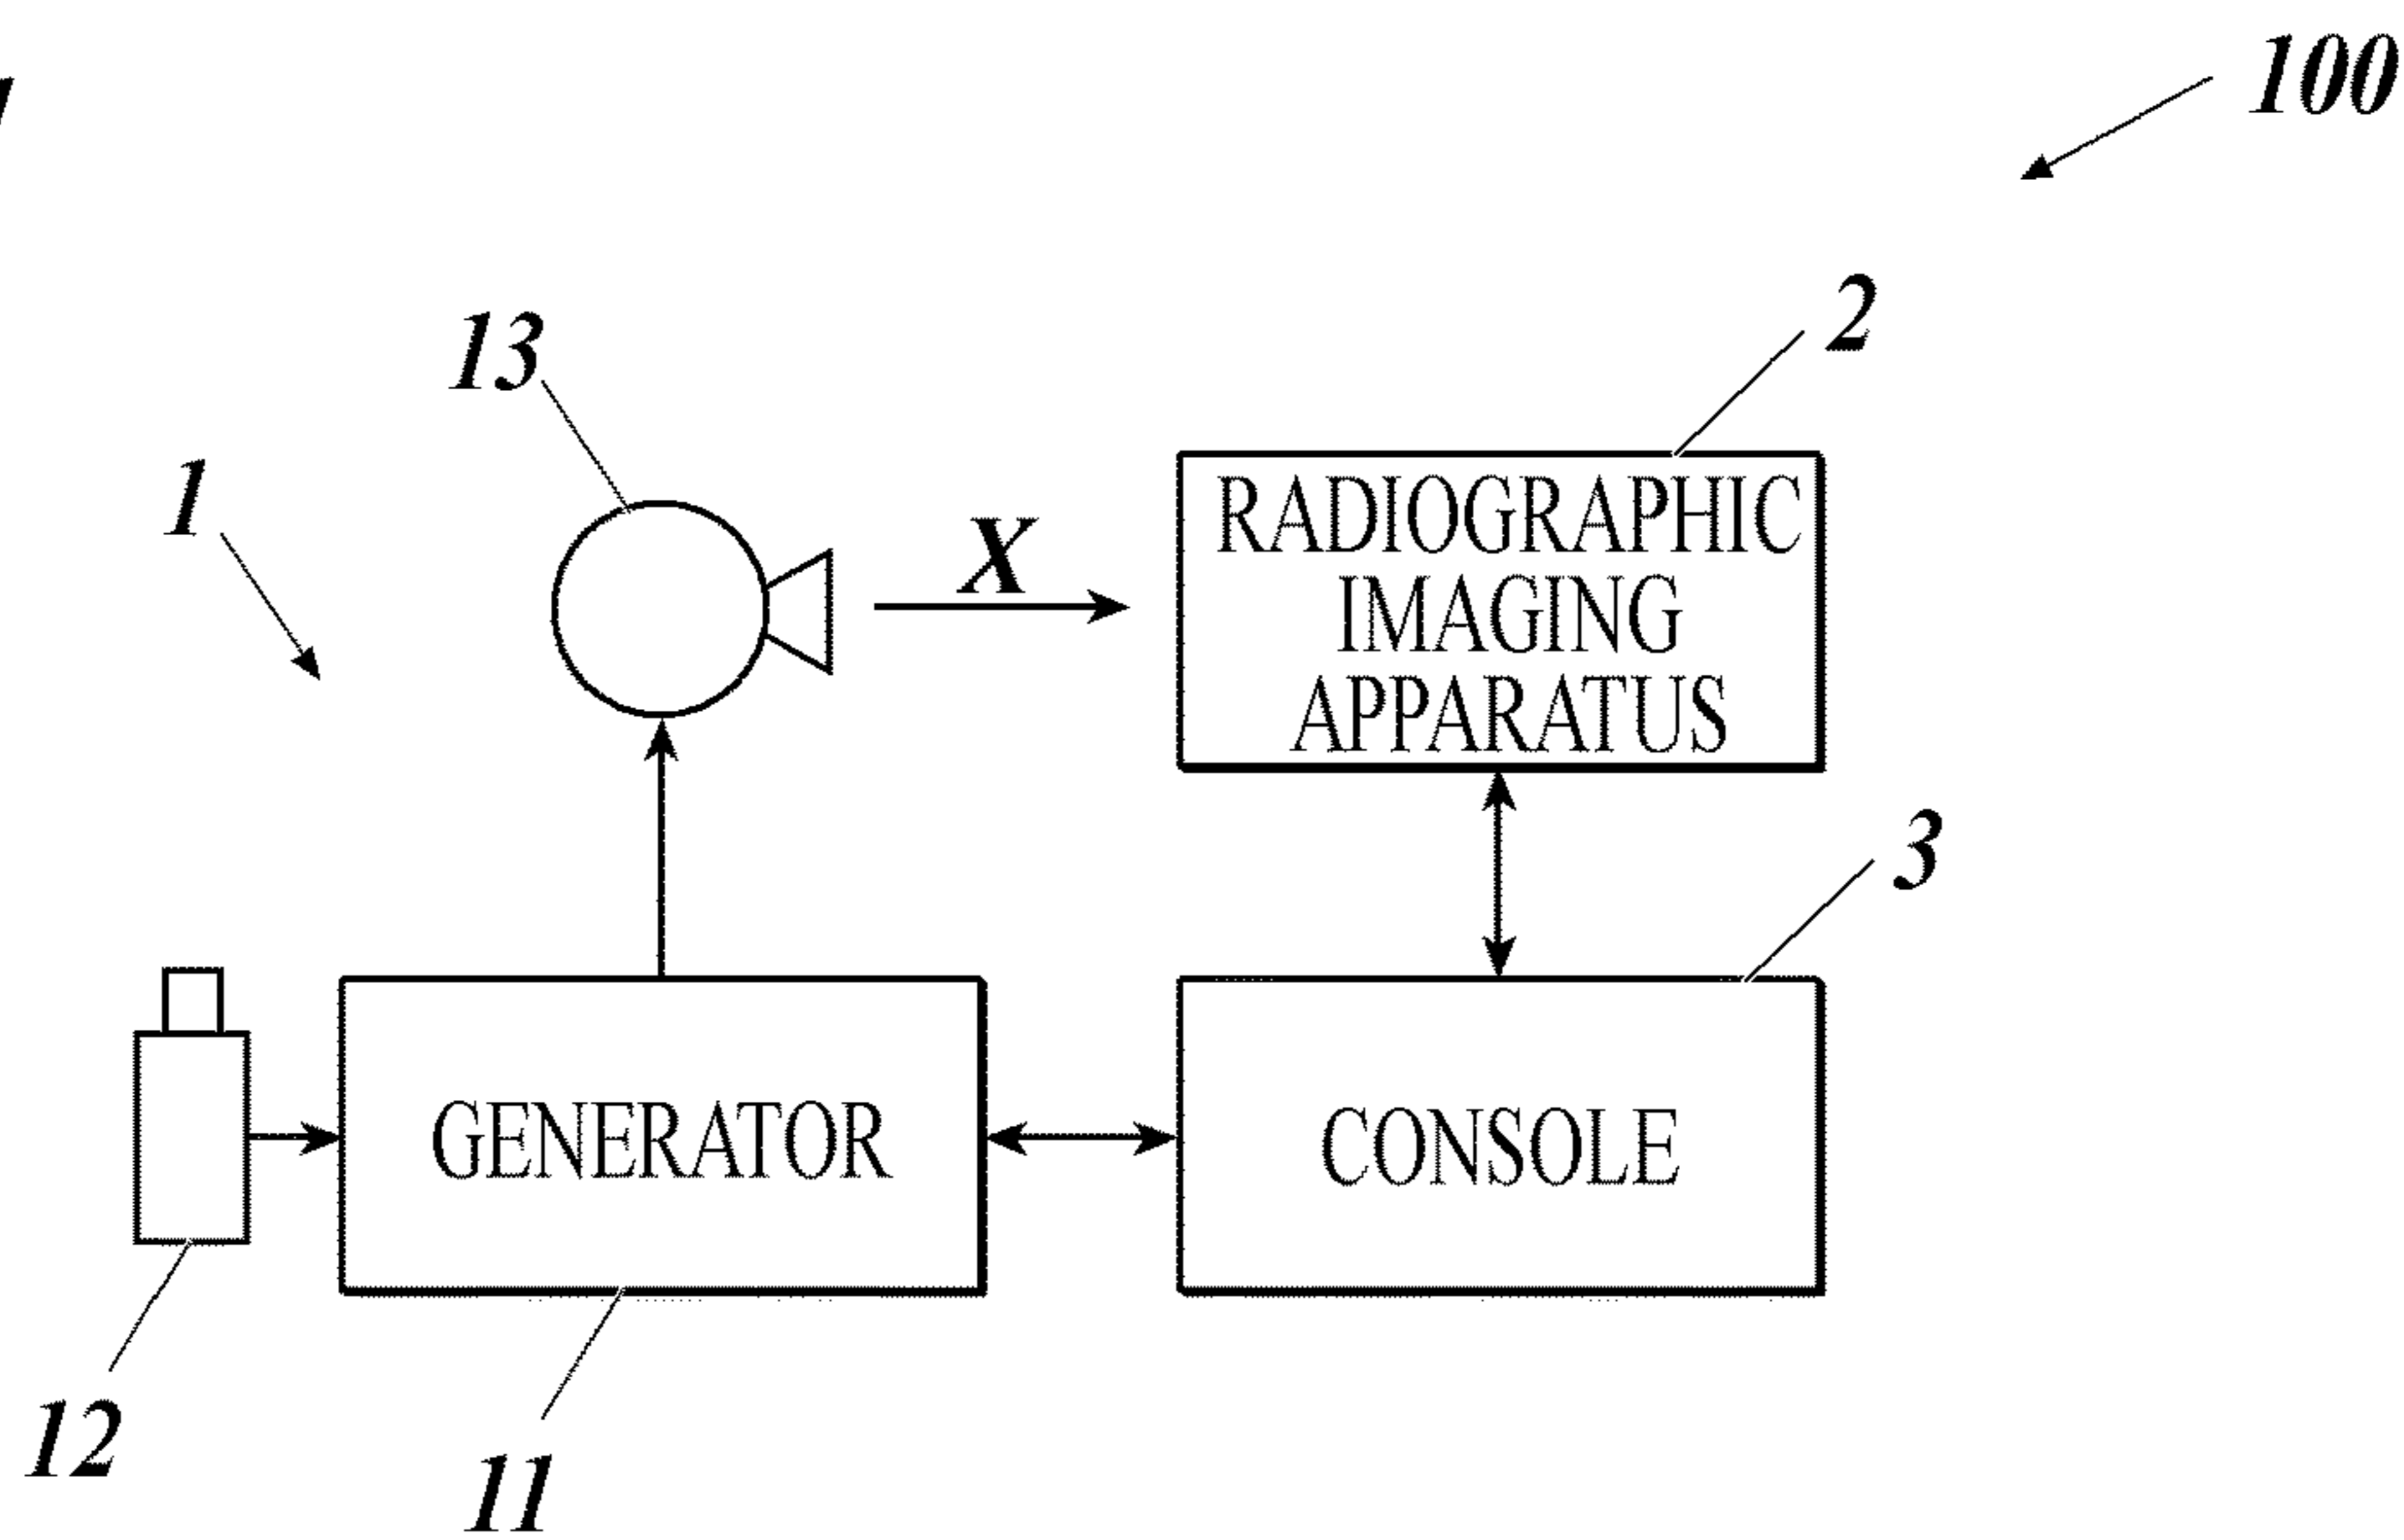 100
2
13
1
X
RADIOGRAPHIC
IMAGING
APPARATUS
3
GENERATOR
CONSOLE
12
11